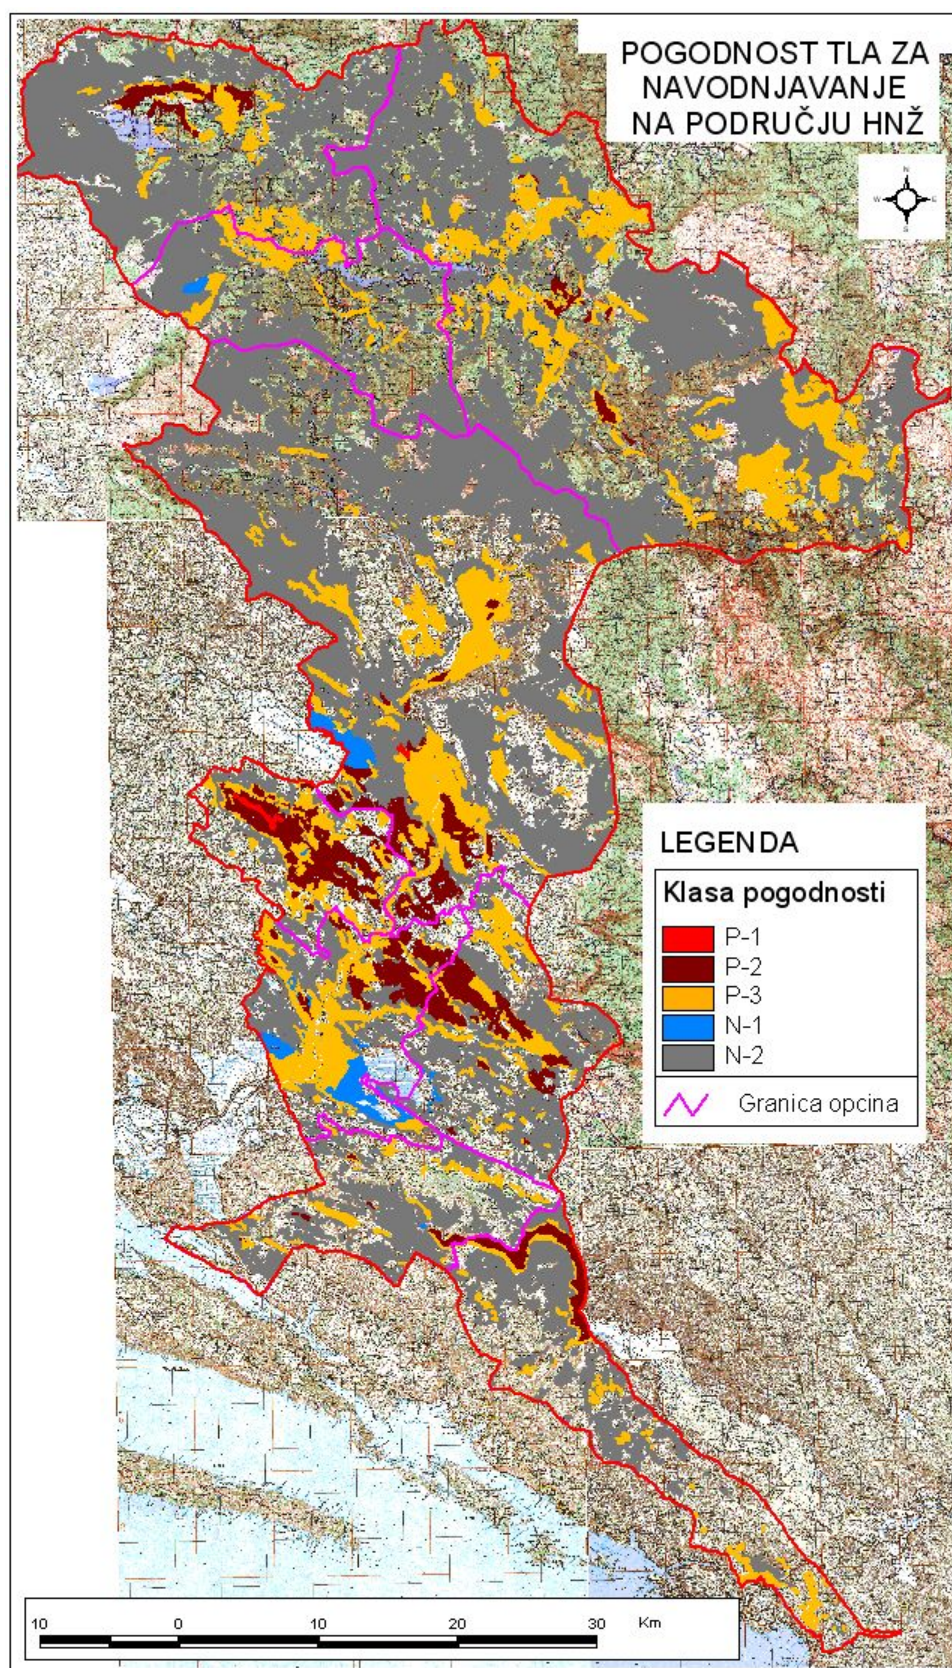 POGODNOST TLA ZA
NAVODNJAVANJE
NA PODRUČJU HNŽ
N
W E
S
LEGENDA
Klasa pogodnosti
P-1
P-2
P-3
N-1
N-2
Granica opcina
10 0 10 20 30 Km